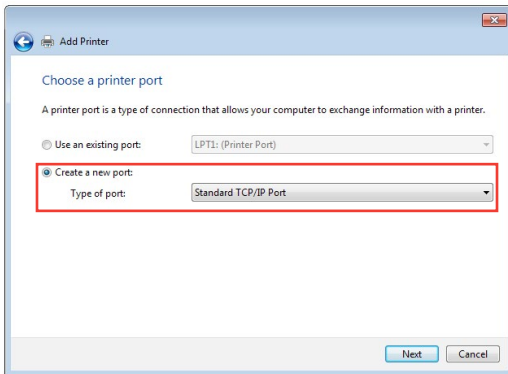 Add Printer
Choose a printer port
A printer port is a type of connection that allows your computer to exchange information with a printer.
Use an existing port:
LPT1: (Printer Port)
Create a new port:
Type of port:
Standard TCP/IP Port
Next
Cancel